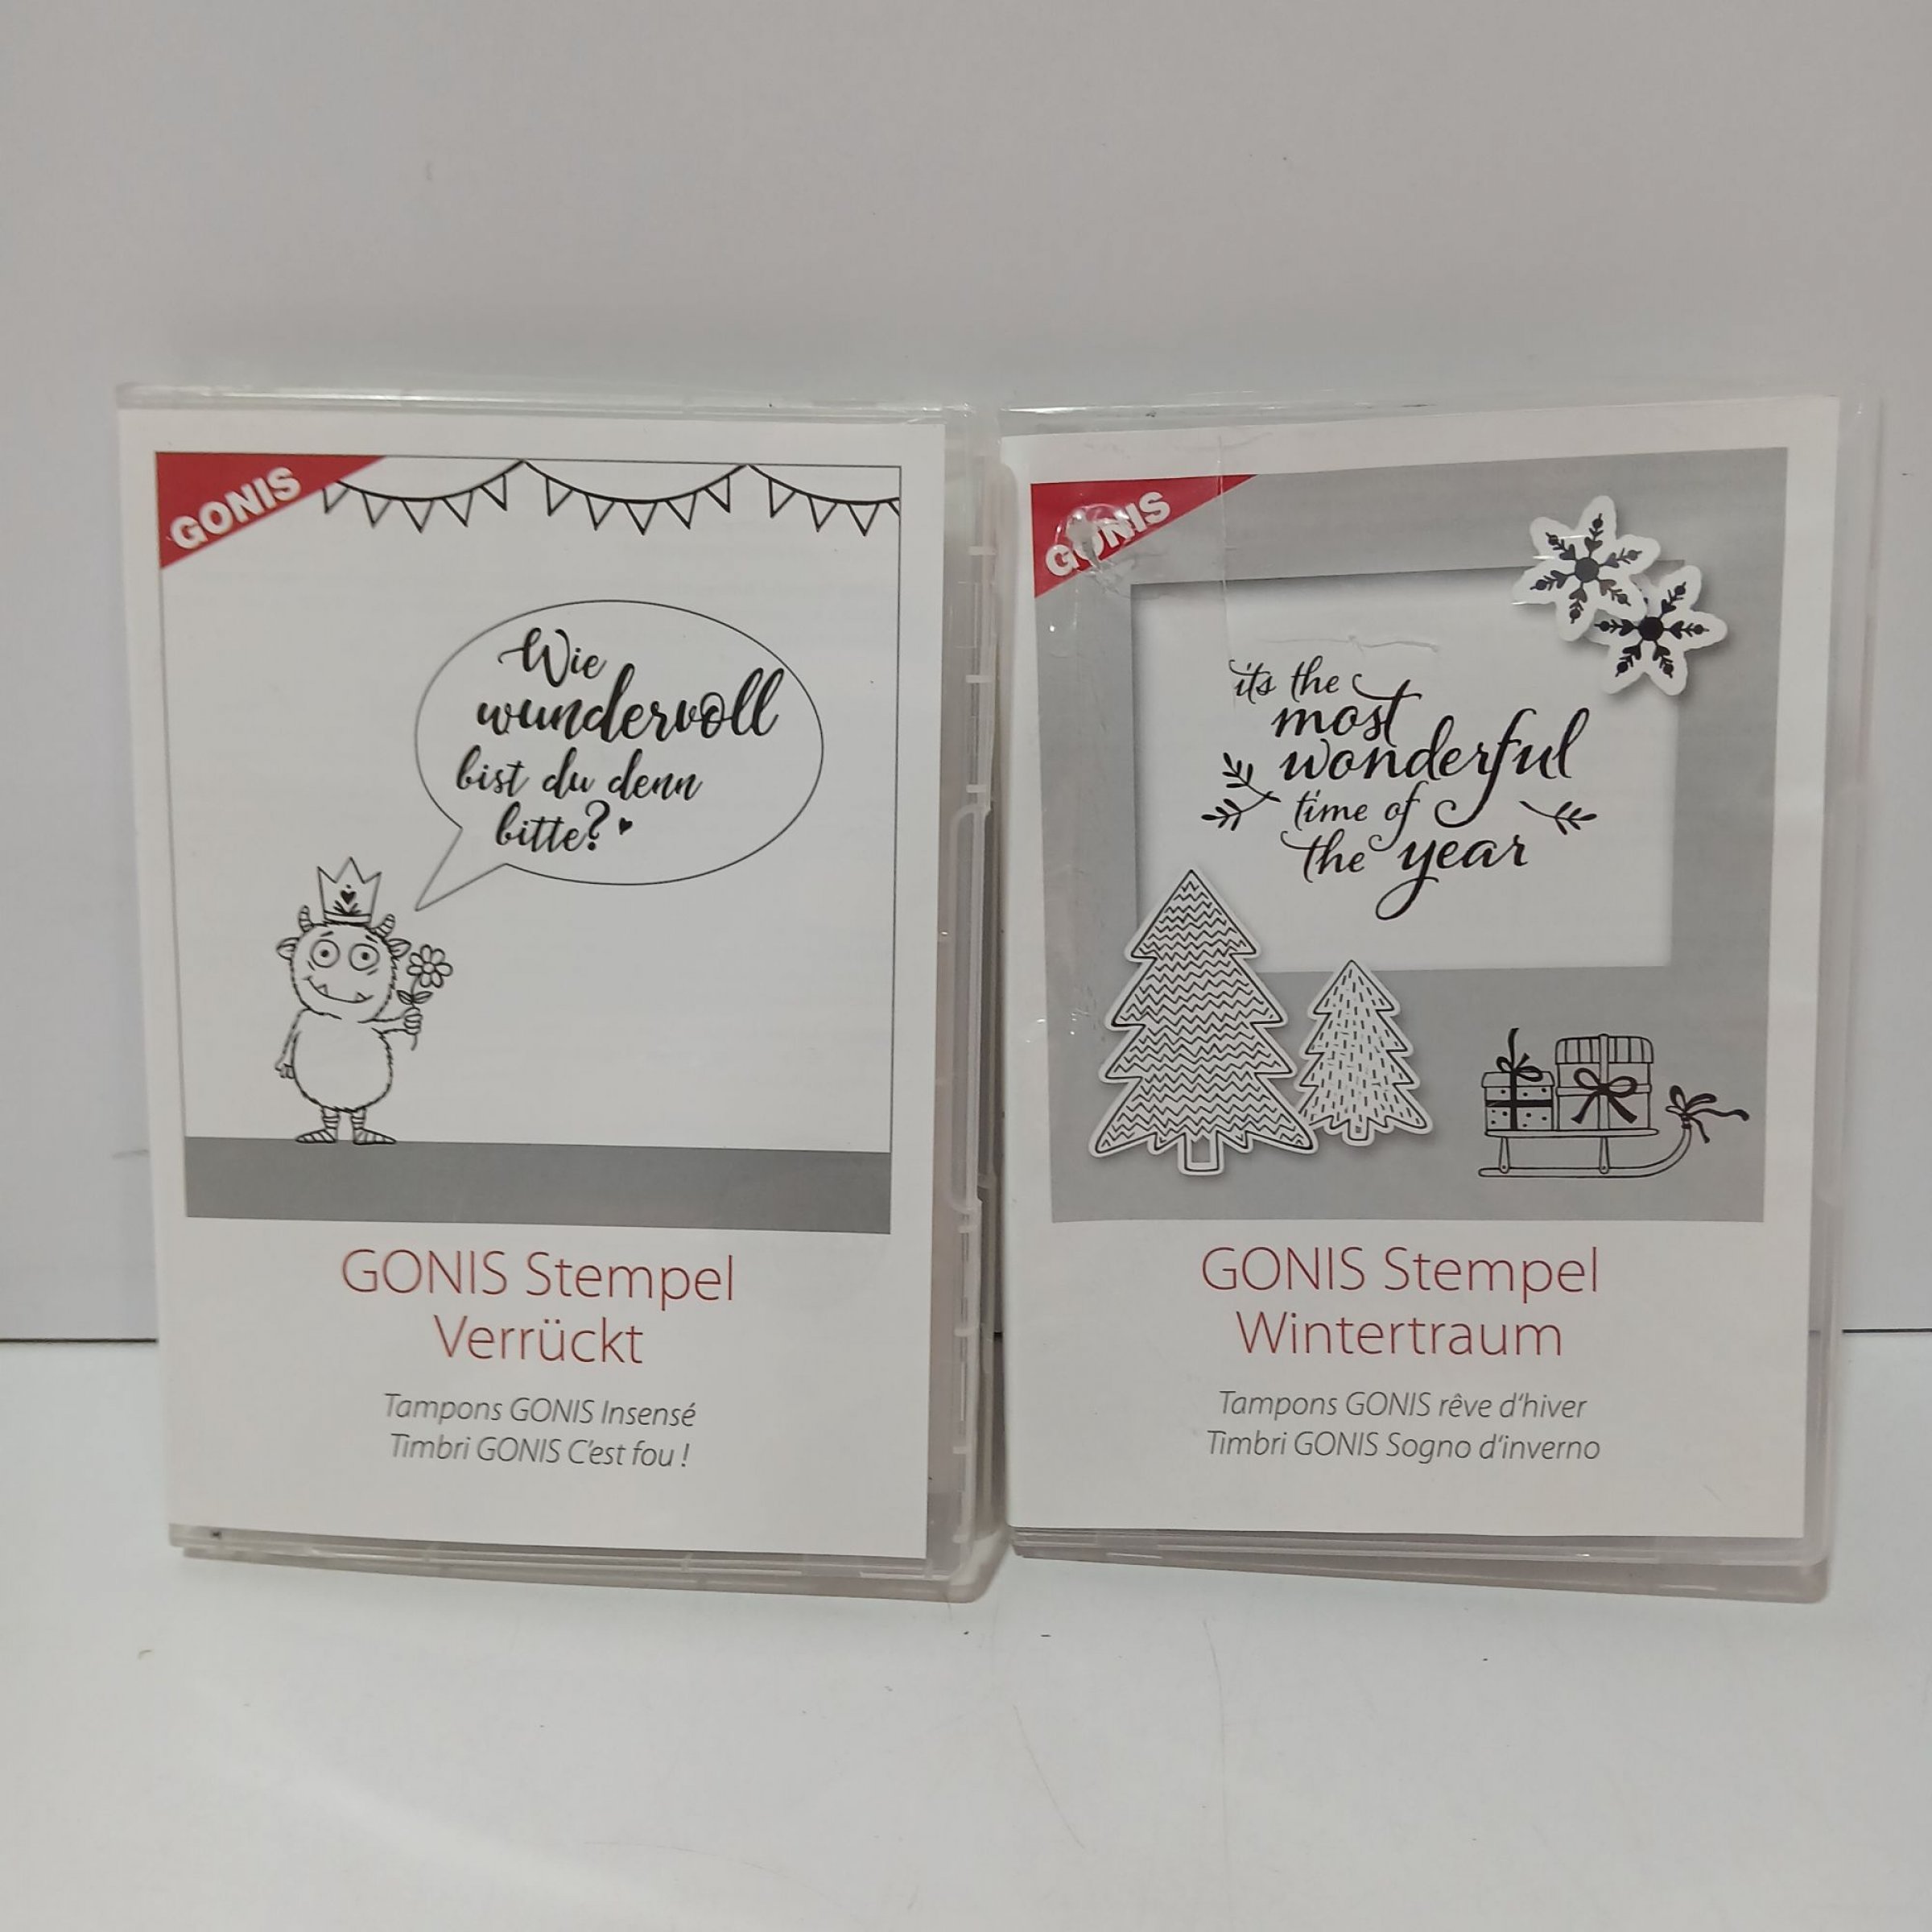 GONIS
Wie
wundervoll
bist du denn
bitte?
GONIS Stempel
Verrückt
Tampons GONIS Insensé
Timbri GONIS C'est fou !
GONIS
its the
most
wonderful
time of
the year
GONIS Stempel
Wintertraum
Tampons GONIS rêve d'hiver
Timbri GONIS Sogno d'inverno